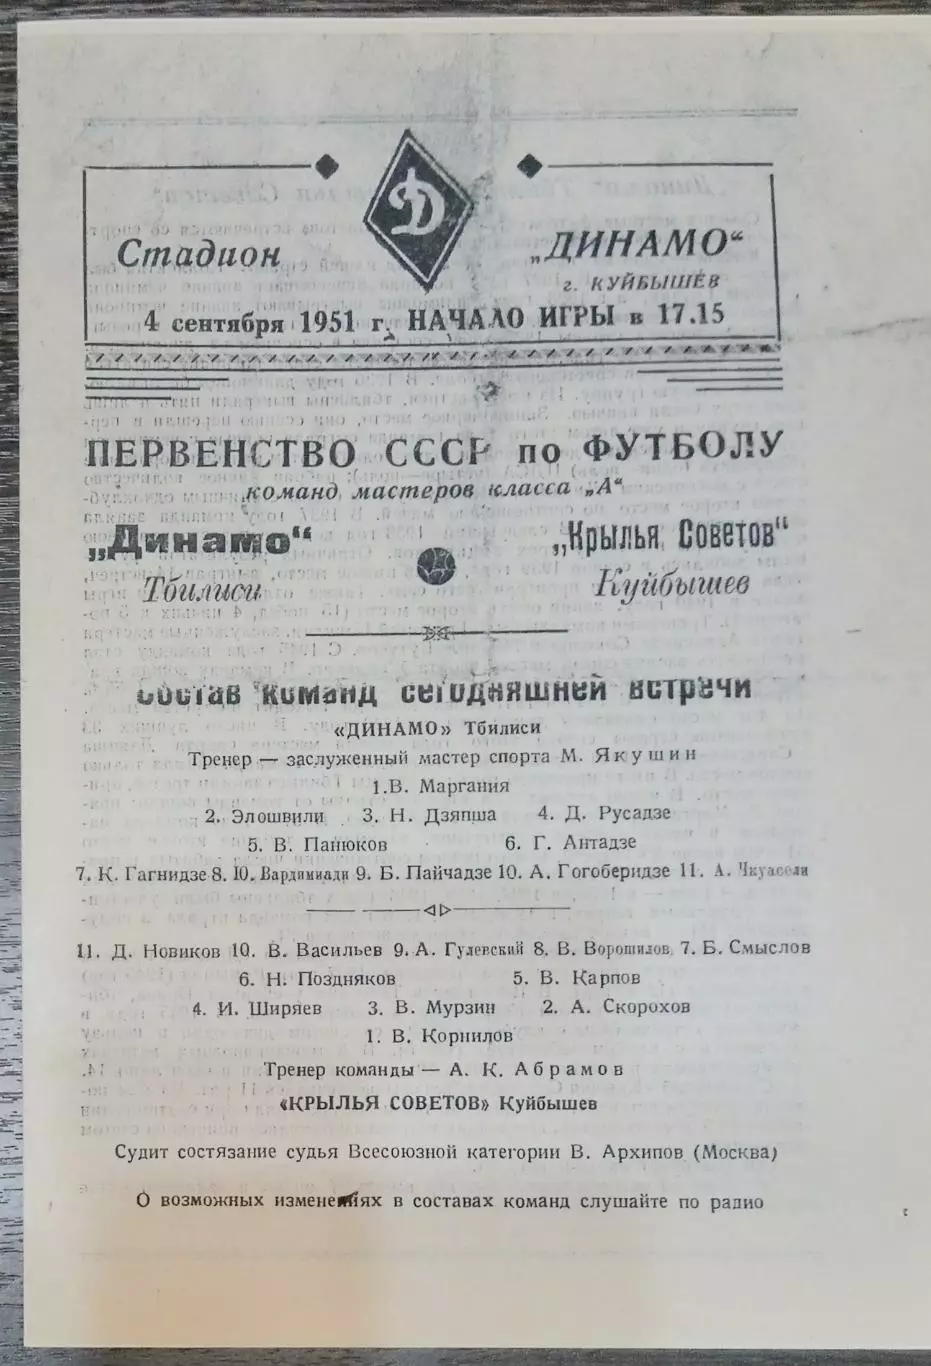 Стадион „ДИНАМО“
г. КУЙБЫШЕВ
4 сентября 1951 г. НАЧАЛО ИГРЫ в 17.15
ПЕРВЕНСТВО СССР по ФУТБОЛУ
команд мастеров класса „А“
„Динамо“ „Крылья Советов“
Тбилиси Куйбышев
Состав команд сегодняшней встречи
«ДИНАМО» Тбилиси
Тренер — заслуженный мастер спорта М. Якушин
1.В. Маргания
2. Элошвили 3. Н. Дзяпша 4. Д. Русадзе
5. В. Панюков 6. Г. Антадзе
7. К. Гагнидзе 8. Ю. Вардимиади 9. Б. Пайчадзе 10. А. Гогоберидзе 11. А. Чкуасели
11. Д. Новиков 10. В. Васильев 9. А. Гулевский 8. В. Ворошилов 7. Б. Смыслов
6. Н. Поздняков 5. В. Карпов
4. И. Ширяев 3. В. Мурзин 2. А. Скорохов
1. В. Корнилов
Тренер команды — А. К. Абрамов
«КРЫЛЬЯ СОВЕТОВ» Куйбышев
Судит состязание судья Всесоюзной категории В. Архипов (Москва)
О возможных изменениях в составах команд слушайте по радио